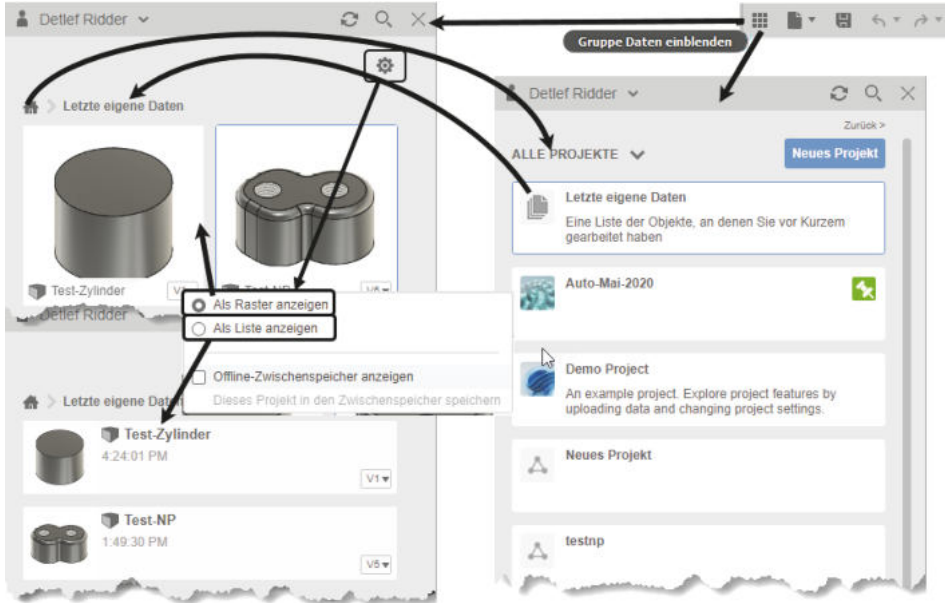 Detlef Ridder
Gruppe Daten einblenden
Letzte eigene Daten
Test-Zylinder
Test-NP
Als Raster anzeigen
Als Liste anzeigen
Offline-Zwischenspeicher anzeigen
Dieses Projekt in den Zwischenspeicher speichern
Detlef Ridder
Letzte eigene Daten
Test-Zylinder
4:24:01 PM
V1
Test-NP
1:49:30 PM
Detlef Ridder
Zurück >
ALLE PROJEKTE
Neues Projekt
Letzte eigene Daten
Eine Liste der Objekte, an denen Sie vor Kurzem
gearbeitet haben
Auto-Mai-2020
Demo Project
An example project. Explore project features by
uploading data and changing project settings.
Neues Projekt
testnp